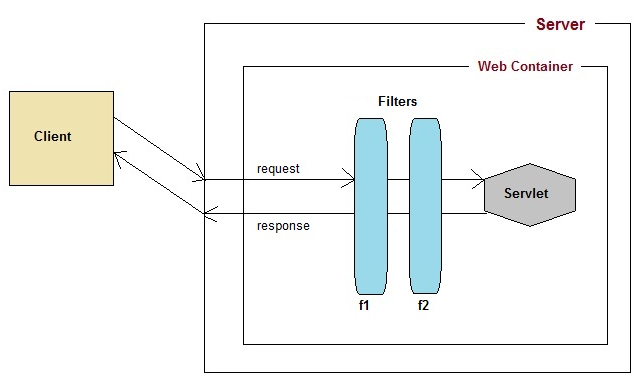 Server
Web Container
Filters
Client
request
Servlet
response
f1
f2